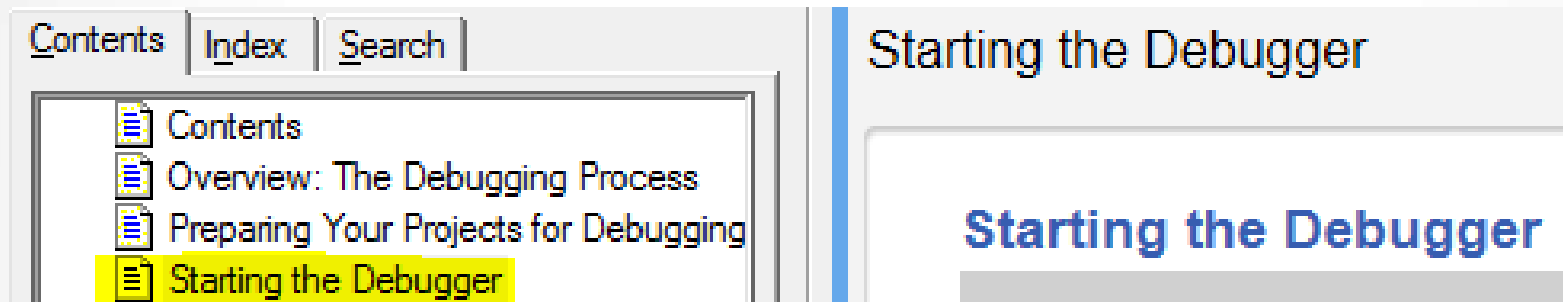 Contents Index Search
Contents
Overview: The Debugging Process
Preparing Your Projects for Debugging
Starting the Debugger
Starting the Debugger
Starting the Debugger